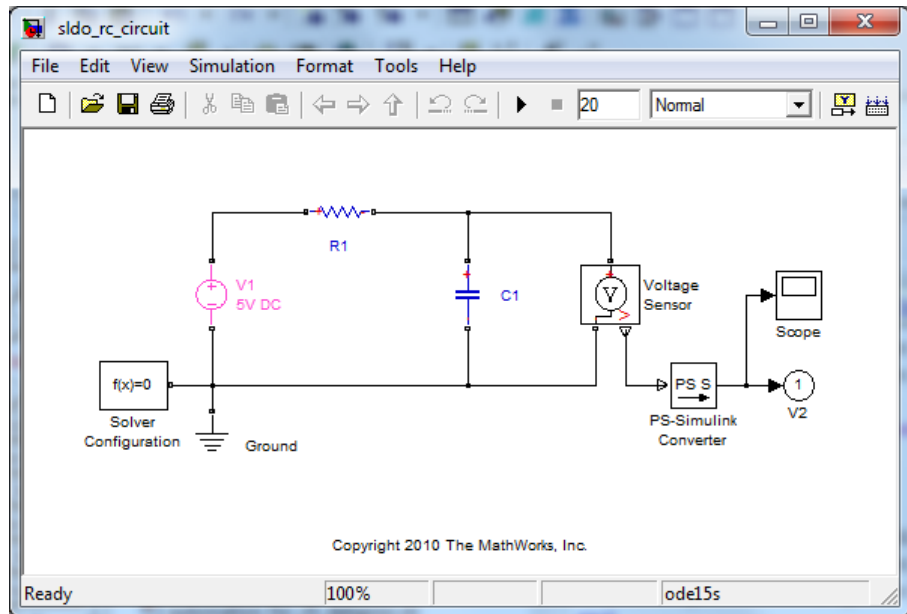 sldo_rc_circuit
File Edit View Simulation Format Tools Help
20 Normal
R1
V1
5V DC
C1
V
Voltage
Sensor
Scope
f(x)=0
Solver
Configuration
Ground
PS S
PS-Simulink
Converter
1
V2
Copyright 2010 The MathWorks, Inc.
Ready 100% ode15s